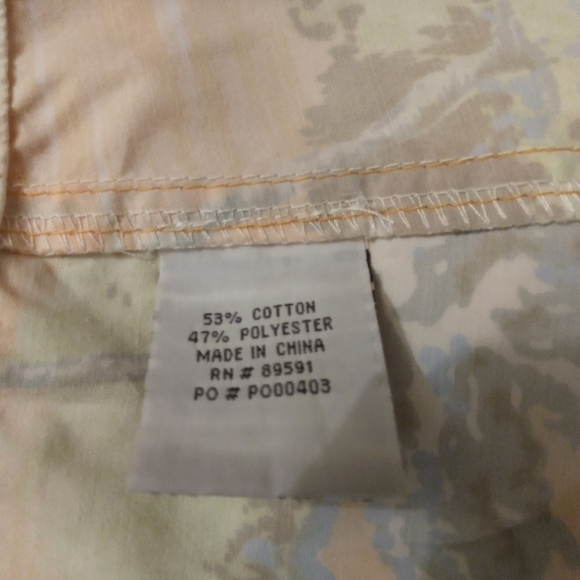 53% COTTON
47% POLYESTER
MADE IN CHINA
RN # 89591
PO # PO00403